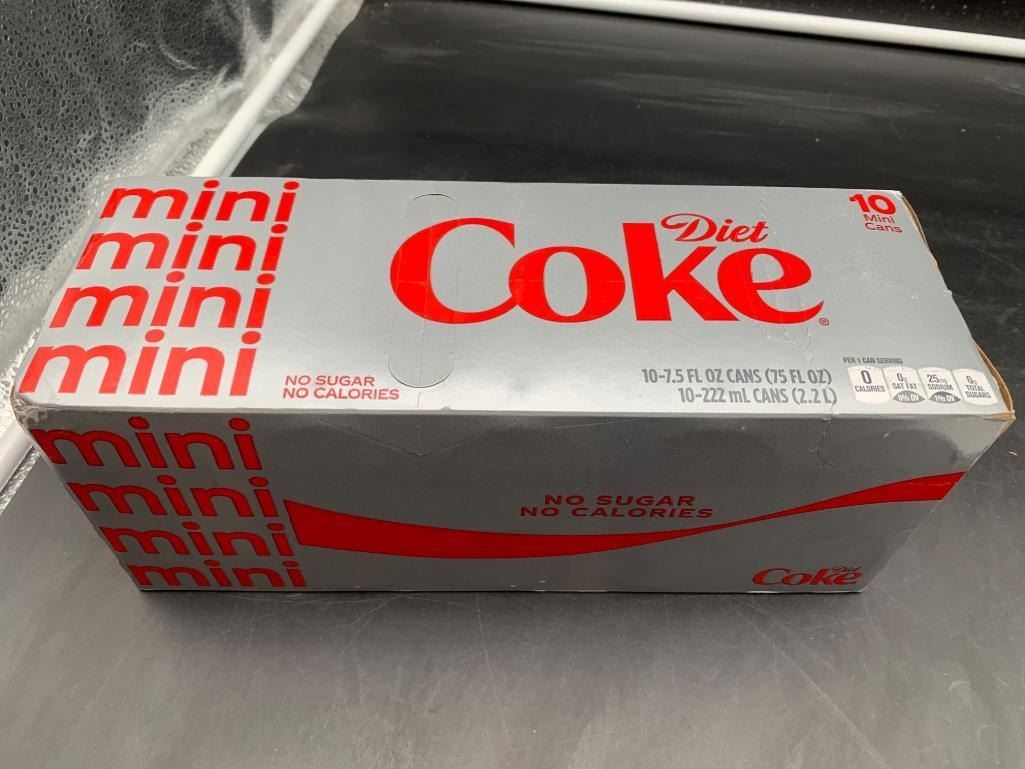 mini
mini
mini
mini
Diet
Coke®
10
Mini
Cans
NO SUGAR
NO CALORIES
10-7.5 FL OZ CANS (75 FL OZ)
10-222 mL CANS (2.2 L)
PER 1 CAN SERVING
0
CALORIES
0g
SAT FAT
0% DV
25mg
SODIUM
1% DV
0g
TOTAL
SUGARS
mini
mini
mini
mini
NO SUGAR
NO CALORIES
Diet
Coke